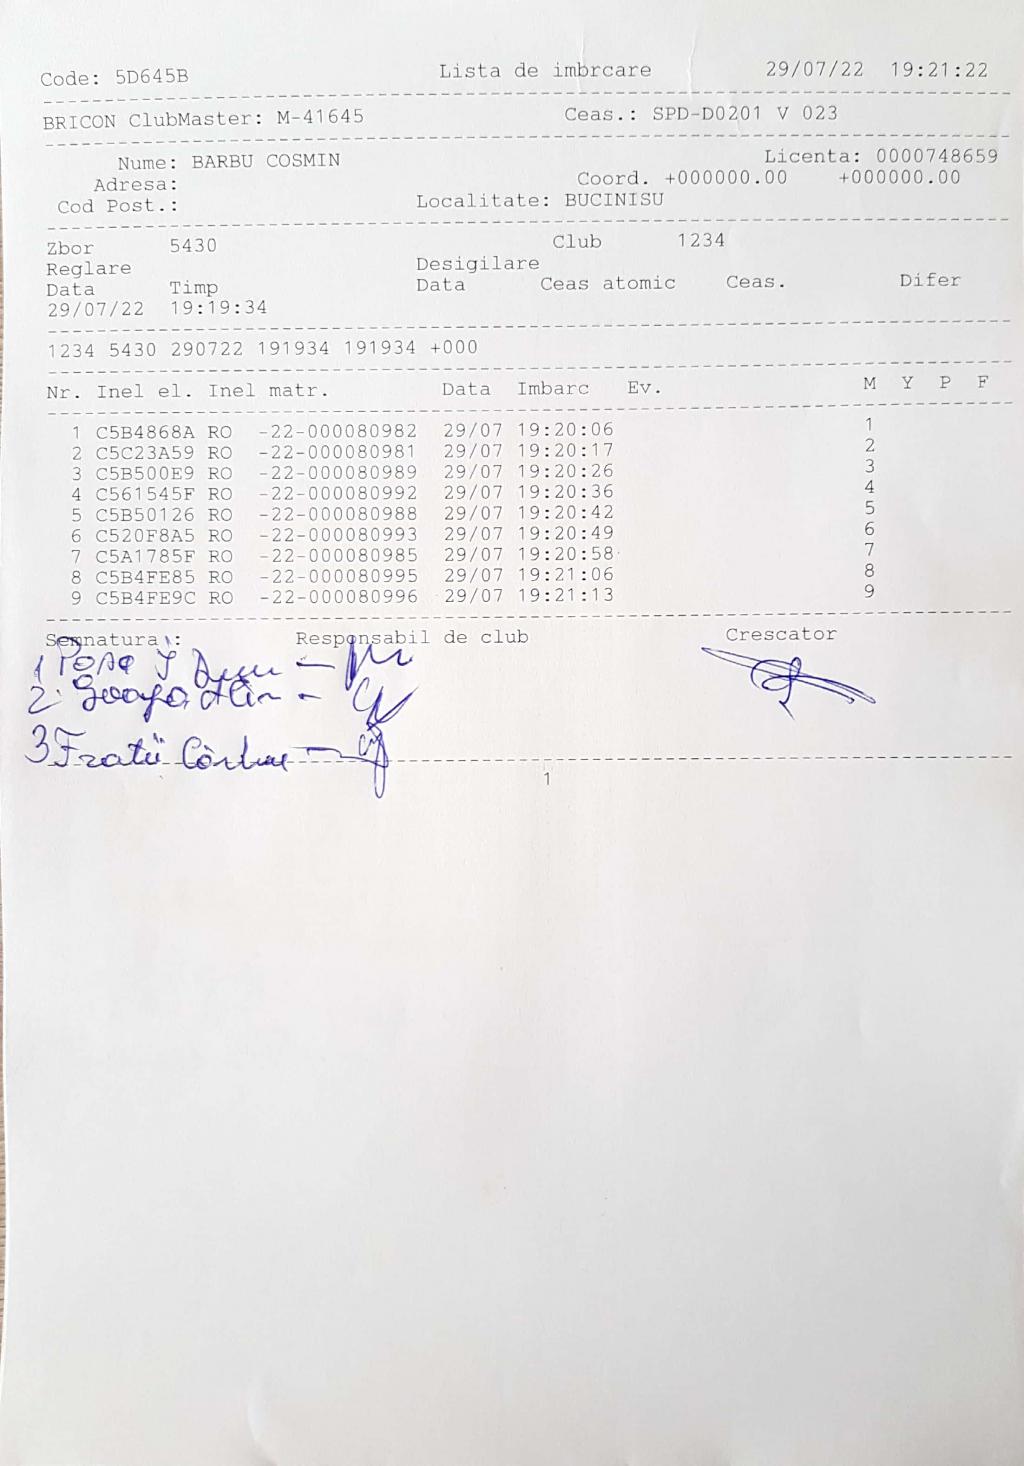 Code: 5D645B Lista de imbrcare 29/07/22 19:21:22
BRICON ClubMaster: M-41645 Ceas.: SPD-D0201 V 023
Nume: BARBU COSMIN Licenta: 0000748659
Adresa: Coord. +000000.00 +000000.00
Cod Post.: Localitate: BUCINISU
Zbor 5430 Club 1234
Reglare Desigilare
Data Timp Data Ceas atomic Ceas. Difer
29/07/22 19:19:34
1234 5430 290722 191934 191934 +000
Nr. Inel el. Inel matr. Data Imbarc Ev. M Y P F
1 C5B4868A RO -22-000080982 29/07 19:20:06 1
2 C5C23A59 RO -22-000080981 29/07 19:20:17 2
3 C5B500E9 RO -22-000080989 29/07 19:20:26 3
4 C561545F RO -22-000080992 29/07 19:20:36 4
5 C5B50126 RO -22-000080988 29/07 19:20:42 5
6 C520F8A5 RO -22-000080993 29/07 19:20:49 6
7 C5A1785F RO -22-000080985 29/07 19:20:58 7
8 C5B4FE85 RO -22-000080995 29/07 19:21:06 8
9 C5B4FE9C RO -22-000080996 29/07 19:21:13 9
Semnatura : Responsabil de club Crescator
1
2.
3 Fratii
1